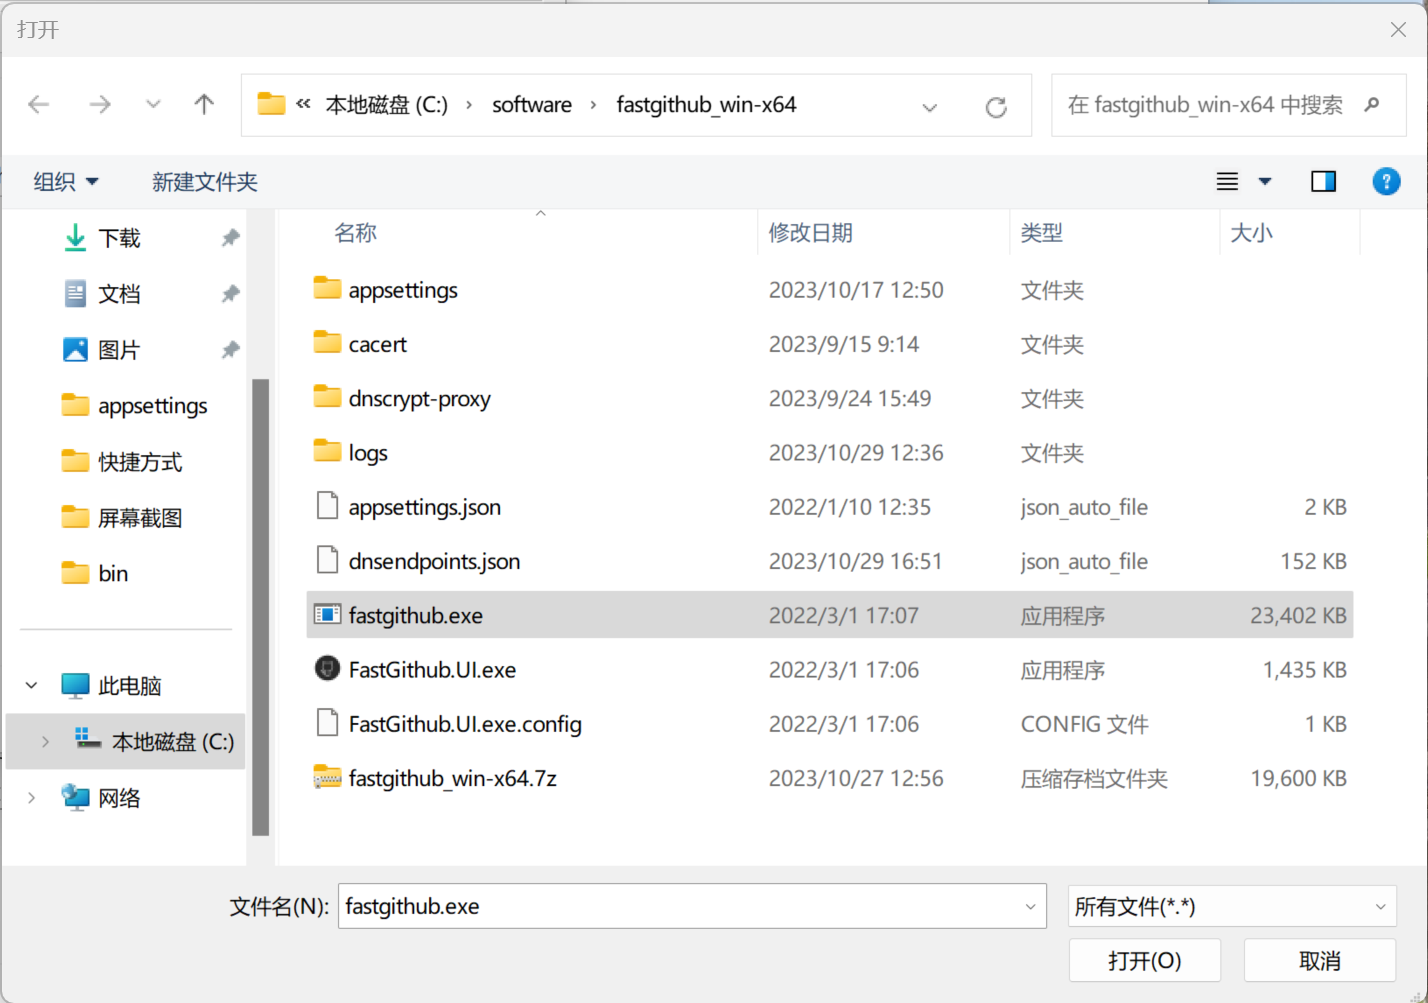 打开
« 本地磁盘 (C:) › software › fastgithub_win-x64
在 fastgithub_win-x64 中搜索
组织 新建文件夹
名称 修改日期 类型 大小
下载
文档
图片
appsettings
快捷方式
屏幕截图
bin
此电脑
本地磁盘 (C:)
网络
appsettings 2023/10/17 12:50 文件夹
cacert 2023/9/15 9:14 文件夹
dnscrypt-proxy 2023/9/24 15:49 文件夹
logs 2023/10/29 12:36 文件夹
appsettings.json 2022/1/10 12:35 json_auto_file 2 KB
dnsendpoints.json 2023/10/29 16:51 json_auto_file 152 KB
fastgithub.exe 2022/3/1 17:07 应用程序 23,402 KB
FastGithub.UI.exe 2022/3/1 17:06 应用程序 1,435 KB
FastGithub.UI.exe.config 2022/3/1 17:06 CONFIG 文件 1 KB
fastgithub_win-x64.7z 2023/10/27 12:56 压缩存档文件夹 19,600 KB
文件名(N): fastgithub.exe 所有文件(*.*)
打开(O) 取消